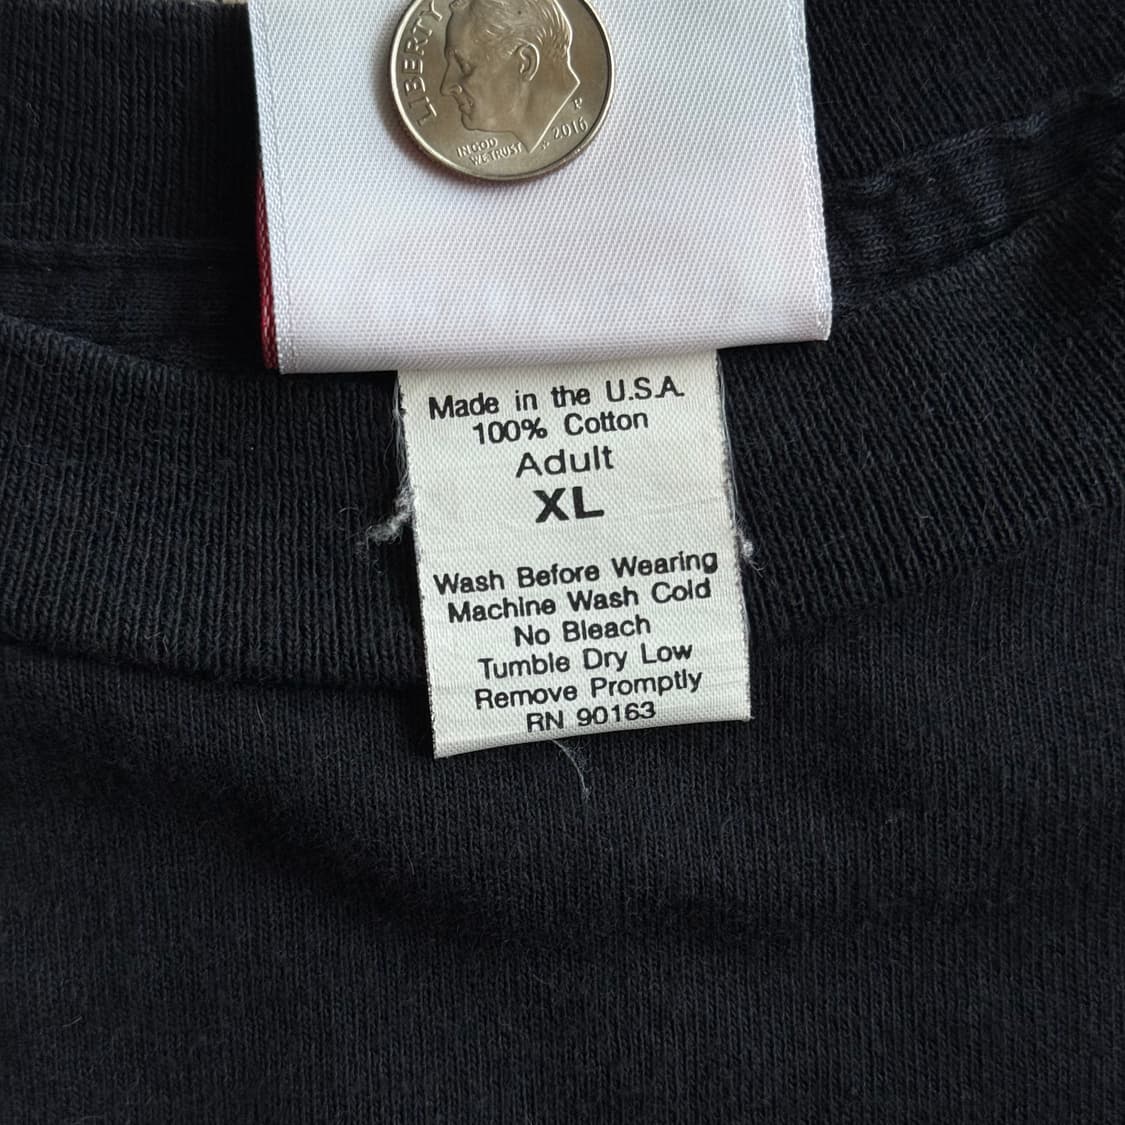 LIBERTY
IN GOD
WE TRUST
P
2016
Made in the U.S.A.
100% Cotton
Adult
XL
Wash Before Wearing
Machine Wash Cold
No Bleach
Tumble Dry Low
Remove Promptly
RN 90163